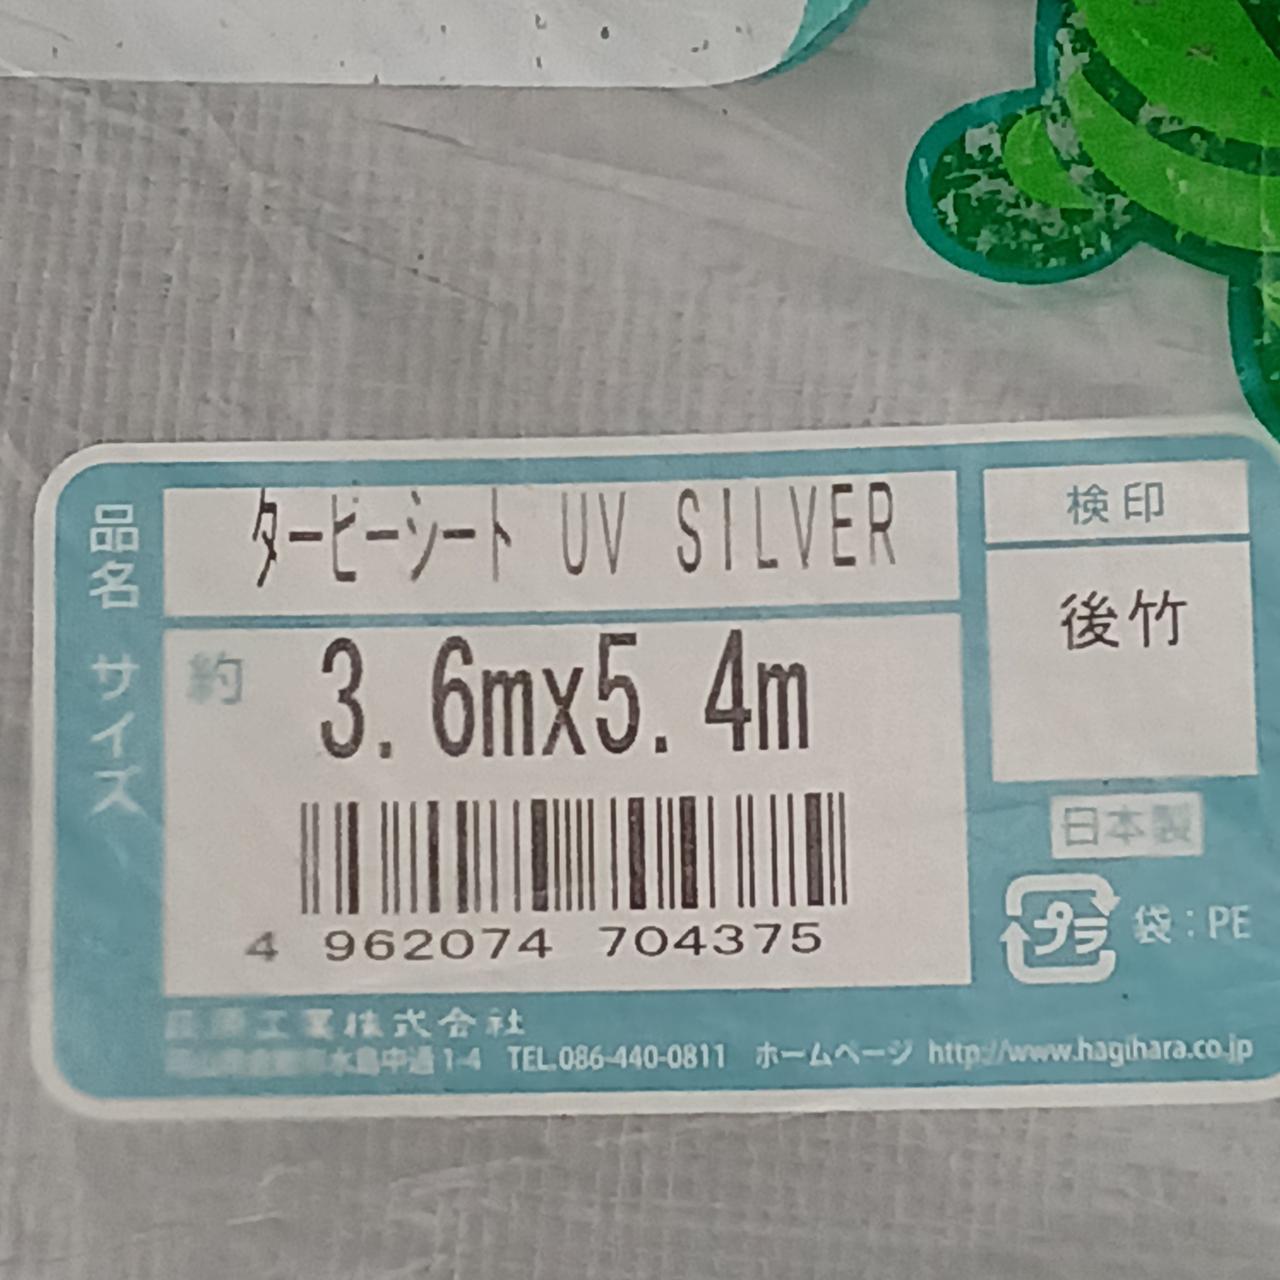 品名
ターピーシート UV SILVER
検印
後竹
サイズ
約
3.6mx5.4m
4 962074 704375
日本製
プラ
袋:PE
工業株式会社
水島中通1-4 TEL.086-440-0811 ホームページ http://www.hagihara.co.jp